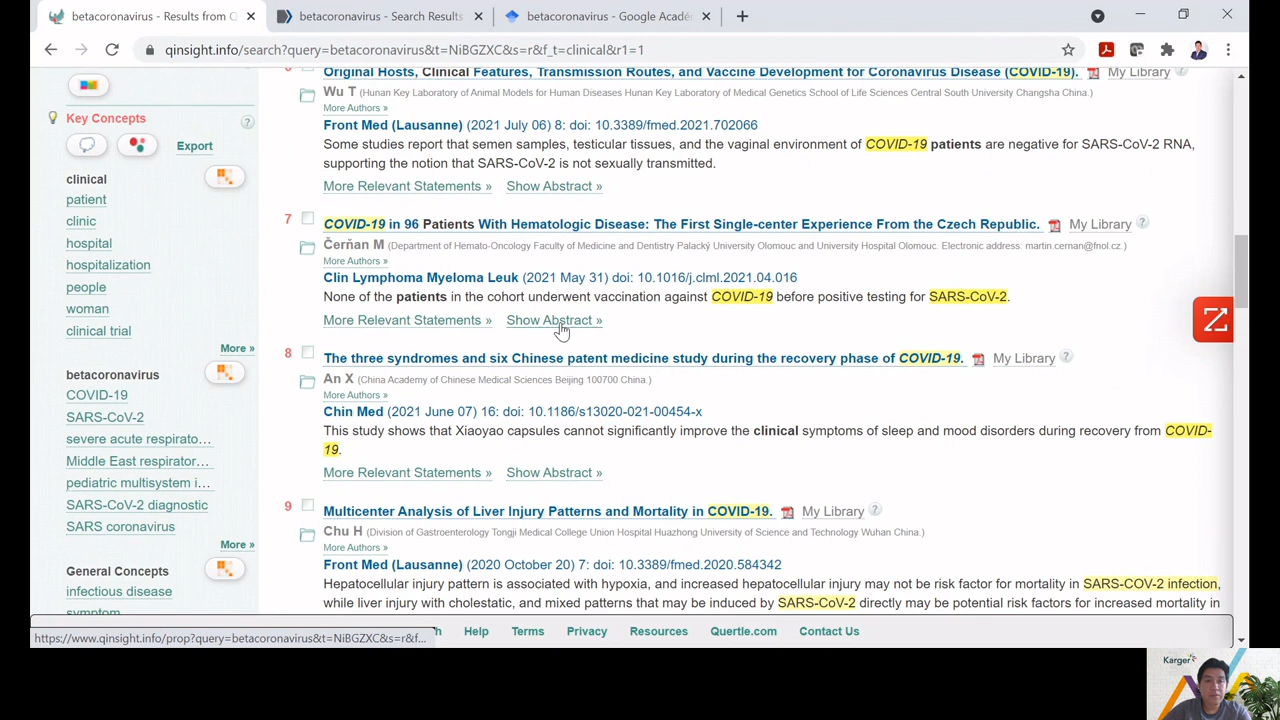 betacoronavirus - Results from Q
betacoronavirus - Search Results
betacoronavirus - Google Acadé
qinsight.info/search?query=betacoronavirus&t=NiBGZXC&s=r&f_t=clinical&r1=1
Key Concepts
?
Export
clinical
patient
clinic
hospital
hospitalization
people
woman
clinical trial
More »
betacoronavirus
COVID-19
SARS-CoV-2
severe acute respirato...
Middle East respirator...
pediatric multisystem i...
SARS-CoV-2 diagnostic
SARS coronavirus
More »
General Concepts
infectious disease
symptom
Original Hosts, Clinical Features, Transmission Routes, and Vaccine Development for Coronavirus Disease (COVID-19). My Library ?
Wu T (Hunan Key Laboratory of Animal Models for Human Diseases Hunan Key Laboratory of Medical Genetics School of Life Sciences Central South University Changsha China.)
More Authors »
Front Med (Lausanne) (2021 July 06) 8: doi: 10.3389/fmed.2021.702066
Some studies report that semen samples, testicular tissues, and the vaginal environment of COVID-19 patients are negative for SARS-CoV-2 RNA,
supporting the notion that SARS-CoV-2 is not sexually transmitted.
More Relevant Statements » Show Abstract »
7 COVID-19 in 96 Patients With Hematologic Disease: The First Single-center Experience From the Czech Republic. My Library ?
Čerňan M (Department of Hemato-Oncology Faculty of Medicine and Dentistry Palacký University Olomouc and University Hospital Olomouc. Electronic address: martin.cernan@fnol.cz.)
More Authors »
Clin Lymphoma Myeloma Leuk (2021 May 31) doi: 10.1016/j.clml.2021.04.016
None of the patients in the cohort underwent vaccination against COVID-19 before positive testing for SARS-CoV-2.
More Relevant Statements » Show Abstract »
8 The three syndromes and six Chinese patent medicine study during the recovery phase of COVID-19. My Library ?
An X (China Academy of Chinese Medical Sciences Beijing 100700 China.)
More Authors »
Chin Med (2021 June 07) 16: doi: 10.1186/s13020-021-00454-x
This study shows that Xiaoyao capsules cannot significantly improve the clinical symptoms of sleep and mood disorders during recovery from COVID-
19.
More Relevant Statements » Show Abstract »
9 Multicenter Analysis of Liver Injury Patterns and Mortality in COVID-19. My Library ?
Chu H (Division of Gastroenterology Tongji Medical College Union Hospital Huazhong University of Science and Technology Wuhan China.)
More Authors »
Front Med (Lausanne) (2020 October 20) 7: doi: 10.3389/fmed.2020.584342
Hepatocellular injury pattern is associated with hypoxia, and increased hepatocellular injury may not be risk factor for mortality in SARS-COV-2 infection,
while liver injury with cholestatic, and mixed patterns that may be induced by SARS-CoV-2 directly may be potential risk factors for increased mortality in
https://www.qinsight.info/prop?query=betacoronavirus&t=NiBGZXC&s=r&f...
h Help Terms Privacy Resources Quertle.com Contact Us
Karger